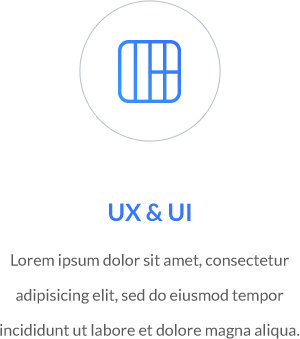 UX & UI
Lorem ipsum dolor sit amet, consectetur
adipisicing elit, sed do eiusmod tempor
incididunt ut labore et dolore magna aliqua.